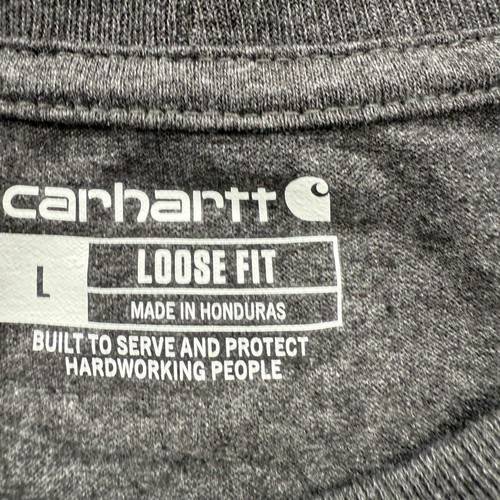 carhartt
L
LOOSE FIT
MADE IN HONDURAS
BUILT TO SERVE AND PROTECT
HARDWORKING PEOPLE